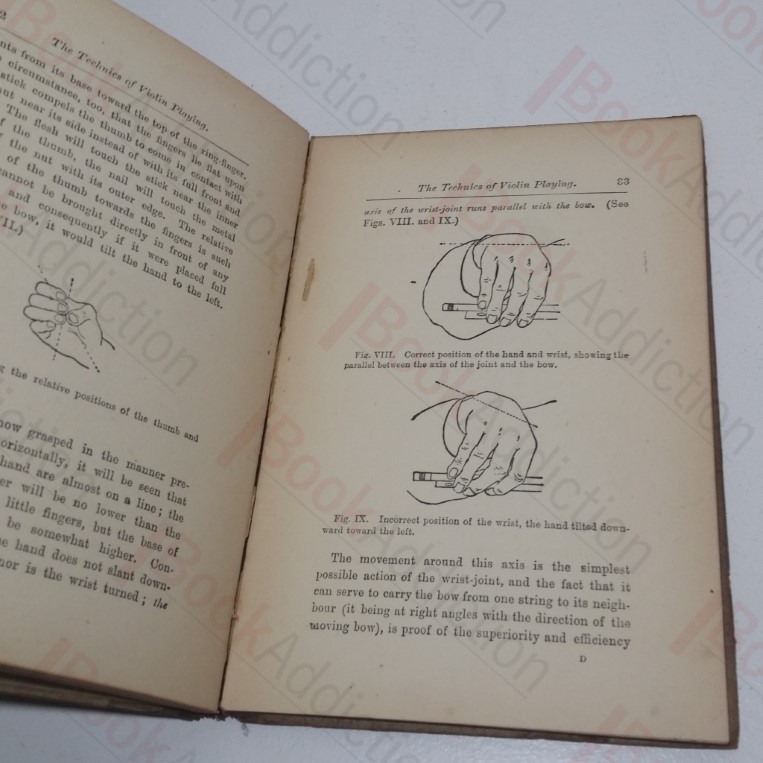 2
The Technics of Violin Playing.
nts from its base toward the top of the ring-finger.
circumstance, too, that the fingers lie flat upon
stick compels the thumb to come in contact with
nut near its side instead of with its full front and
The flesh will touch the stick near the inner
f the thumb, the nail will touch the metal
the nut with its outer edge. The relative
of the thumb towards the fingers is such
cannot be brought directly in front of any
and consequently if it were placed full
he bow, it would tilt the hand to the left.
VII.)
g the relative positions of the thumb and
now grasped in the manner pre-
orizontally, it will be seen that
hand are almost on a line; the
er will be no lower than the
little fingers, but the base of
be somewhat higher. Con-
e hand does not slant down-
nor is the wrist turned; the
The Technics of Violin Playing. 33
axis of the wrist-joint runs parallel with the bow. (See
Figs. VIII. and IX.)
Fig. VIII. Correct position of the hand and wrist, showing the
parallel between the axis of the joint and the bow.
Fig. IX. Incorrect position of the wrist, the hand tilted down-
ward toward the left.
The movement around this axis is the simplest
possible action of the wrist-joint, and the fact that it
can serve to carry the bow from one string to its neigh-
bour (it being at right angles with the direction of the
moving bow), is proof of the superiority and efficiency
D
BookAddiction